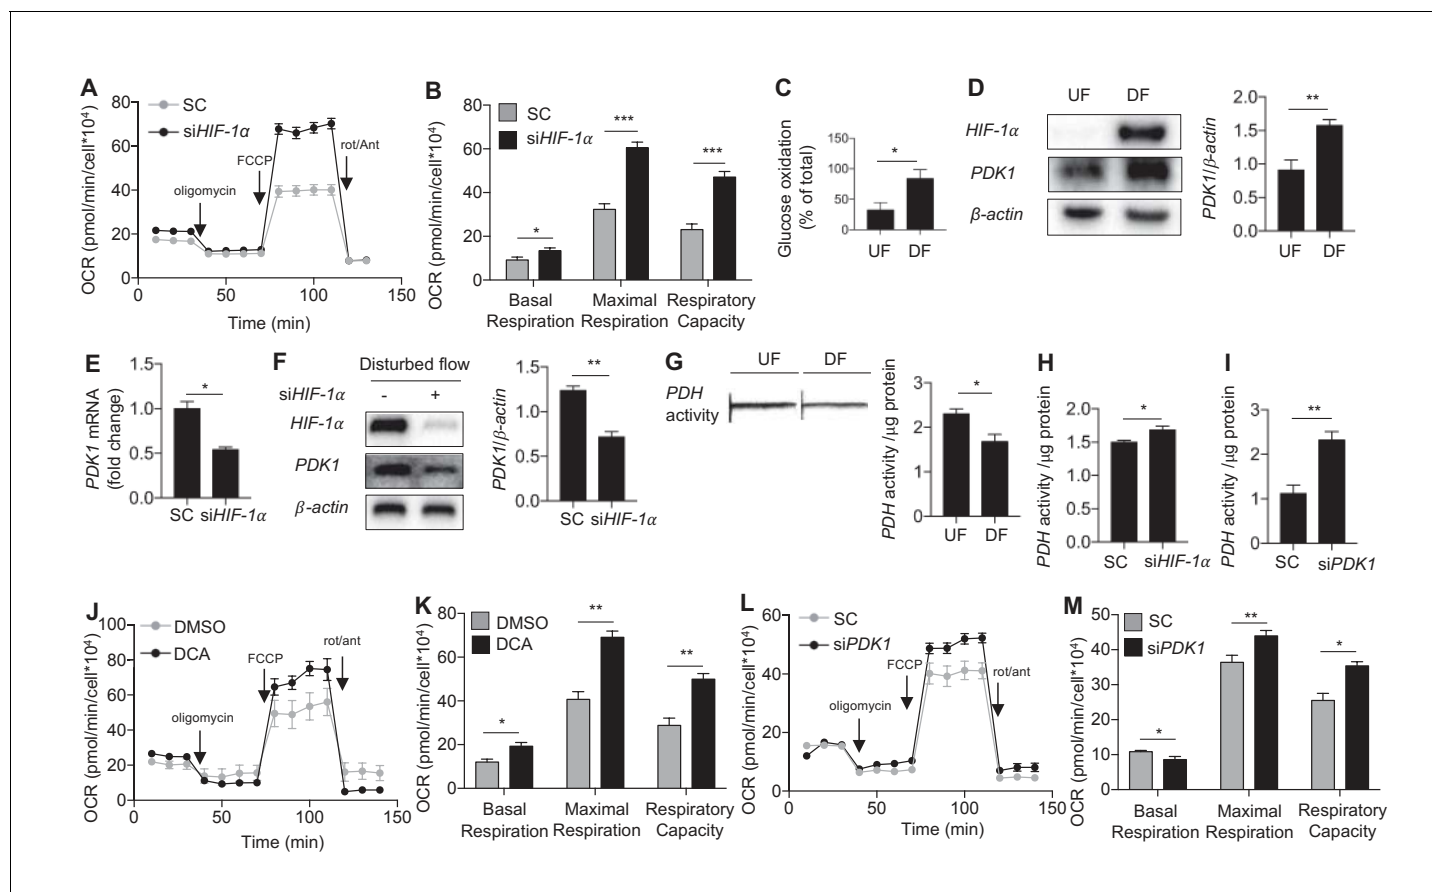 A
OCR (pmol/min/cell*10⁴)
80
60
40
20
0
SC
siHIF-1α
oligomycin
FCCP
rot/Ant
0
50
100
150
Time (min)
B
OCR (pmol/min/cell*10⁴)
80
60
40
20
0
SC
siHIF-1α
*
***
***
Basal
Respiration
Maximal
Respiration
Respiratory
Capacity
C
Glucose oxidation
(% of total)
150
100
50
0
*
UF
DF
D
UF
DF
HIF-1α
PDK1
β-actin
PDK1/β-actin
2.0
1.5
1.0
0.5
0.0
**
UF
DF
E
PDK1 mRNA
(fold change)
1.5
1.0
0.5
0.0
*
SC
siHIF-1α
F
Disturbed flow
siHIF-1α
-
+
HIF-1α
PDK1
β-actin
PDK1/β-actin
1.5
1.0
0.5
0.0
**
SC
siHIF-1α
G
UF
DF
PDH
activity
PDH activity /µg protein
3
2
1
0
*
UF
DF
H
PDH activity /µg protein
2.0
1.5
1.0
0.5
0.0
*
SC
siHIF-1α
I
PDH activity /µg protein
3
2
1
0
**
SC
siPDK1
J
OCR (pmol/min/cell*10⁴)
100
80
60
40
20
0
DMSO
DCA
oligomycin
FCCP
rot/ant
0
50
100
150
Time (min)
K
OCR (pmol/min/cell*10⁴)
80
60
40
20
0
DMSO
DCA
*
**
**
Basal
Respiration
Maximal
Respiration
Respiratory
Capacity
L
OCR (pmol/min/cell*10⁴)
60
40
20
0
SC
siPDK1
oligomycin
FCCP
rot/ant
0
50
100
150
Time (min)
M
OCR (pmol/min/cell*10⁴)
50
40
30
20
10
0
SC
siPDK1
*
**
*
Basal
Respiration
Maximal
Respiration
Respiratory
Capacity